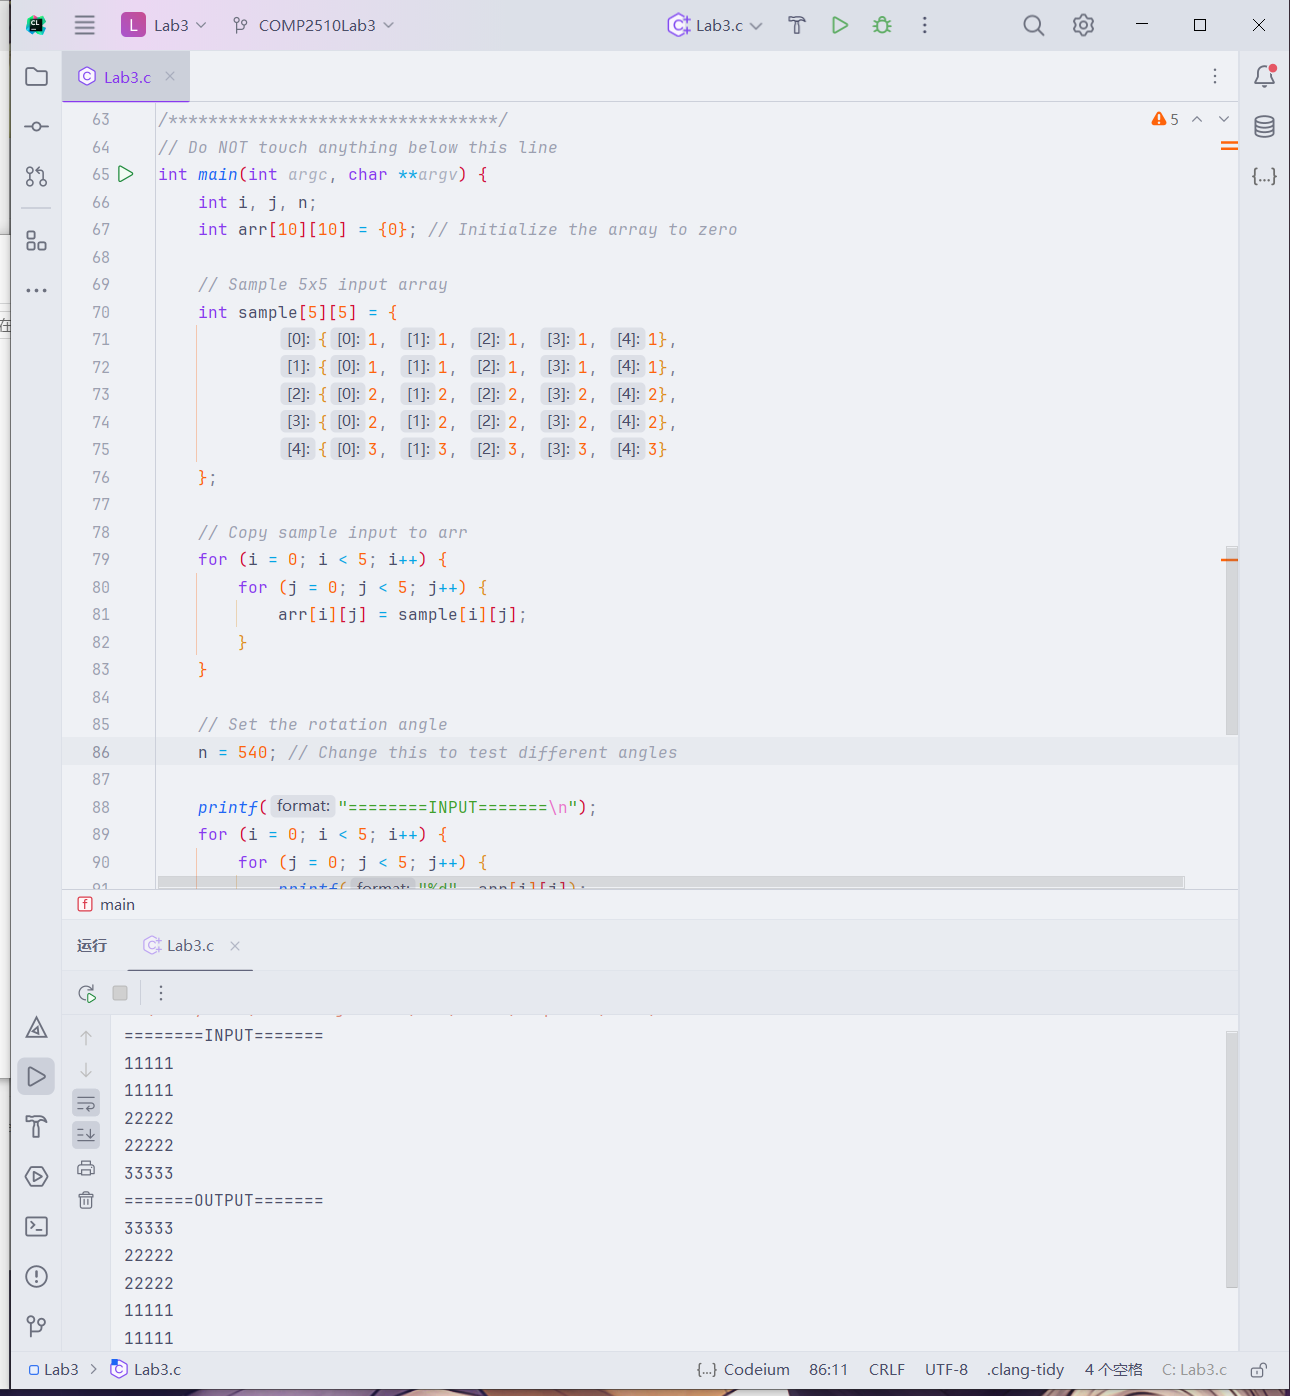 CL L Lab3 COMP2510Lab3 Lab3.c
Lab3.c
5
63 /*********************************/
64 // Do NOT touch anything below this line
65 int main(int argc, char **argv) {
66 int i, j, n;
67 int arr[10][10] = {0}; // Initialize the array to zero
68
69 // Sample 5x5 input array
70 int sample[5][5] = {
71 [0]: { [0]: 1, [1]: 1, [2]: 1, [3]: 1, [4]: 1},
72 [1]: { [0]: 1, [1]: 1, [2]: 1, [3]: 1, [4]: 1},
73 [2]: { [0]: 2, [1]: 2, [2]: 2, [3]: 2, [4]: 2},
74 [3]: { [0]: 2, [1]: 2, [2]: 2, [3]: 2, [4]: 2},
75 [4]: { [0]: 3, [1]: 3, [2]: 3, [3]: 3, [4]: 3}
76 };
77
78 // Copy sample input to arr
79 for (i = 0; i < 5; i++) {
80 for (j = 0; j < 5; j++) {
81 arr[i][j] = sample[i][j];
82 }
83 }
84
85 // Set the rotation angle
86 n = 540; // Change this to test different angles
87
88 printf( format: "========INPUT=======\n");
89 for (i = 0; i < 5; i++) {
90 for (j = 0; j < 5; j++) {
91 printf( format: "%d", arr[i][j]);
f main
运行 Lab3.c
========INPUT=======
11111
11111
22222
22222
33333
=======OUTPUT=======
33333
22222
22222
11111
11111
Lab3 > Lab3.c {...} Codeium 86:11 CRLF UTF-8 .clang-tidy 4 个空格 C: Lab3.c
在